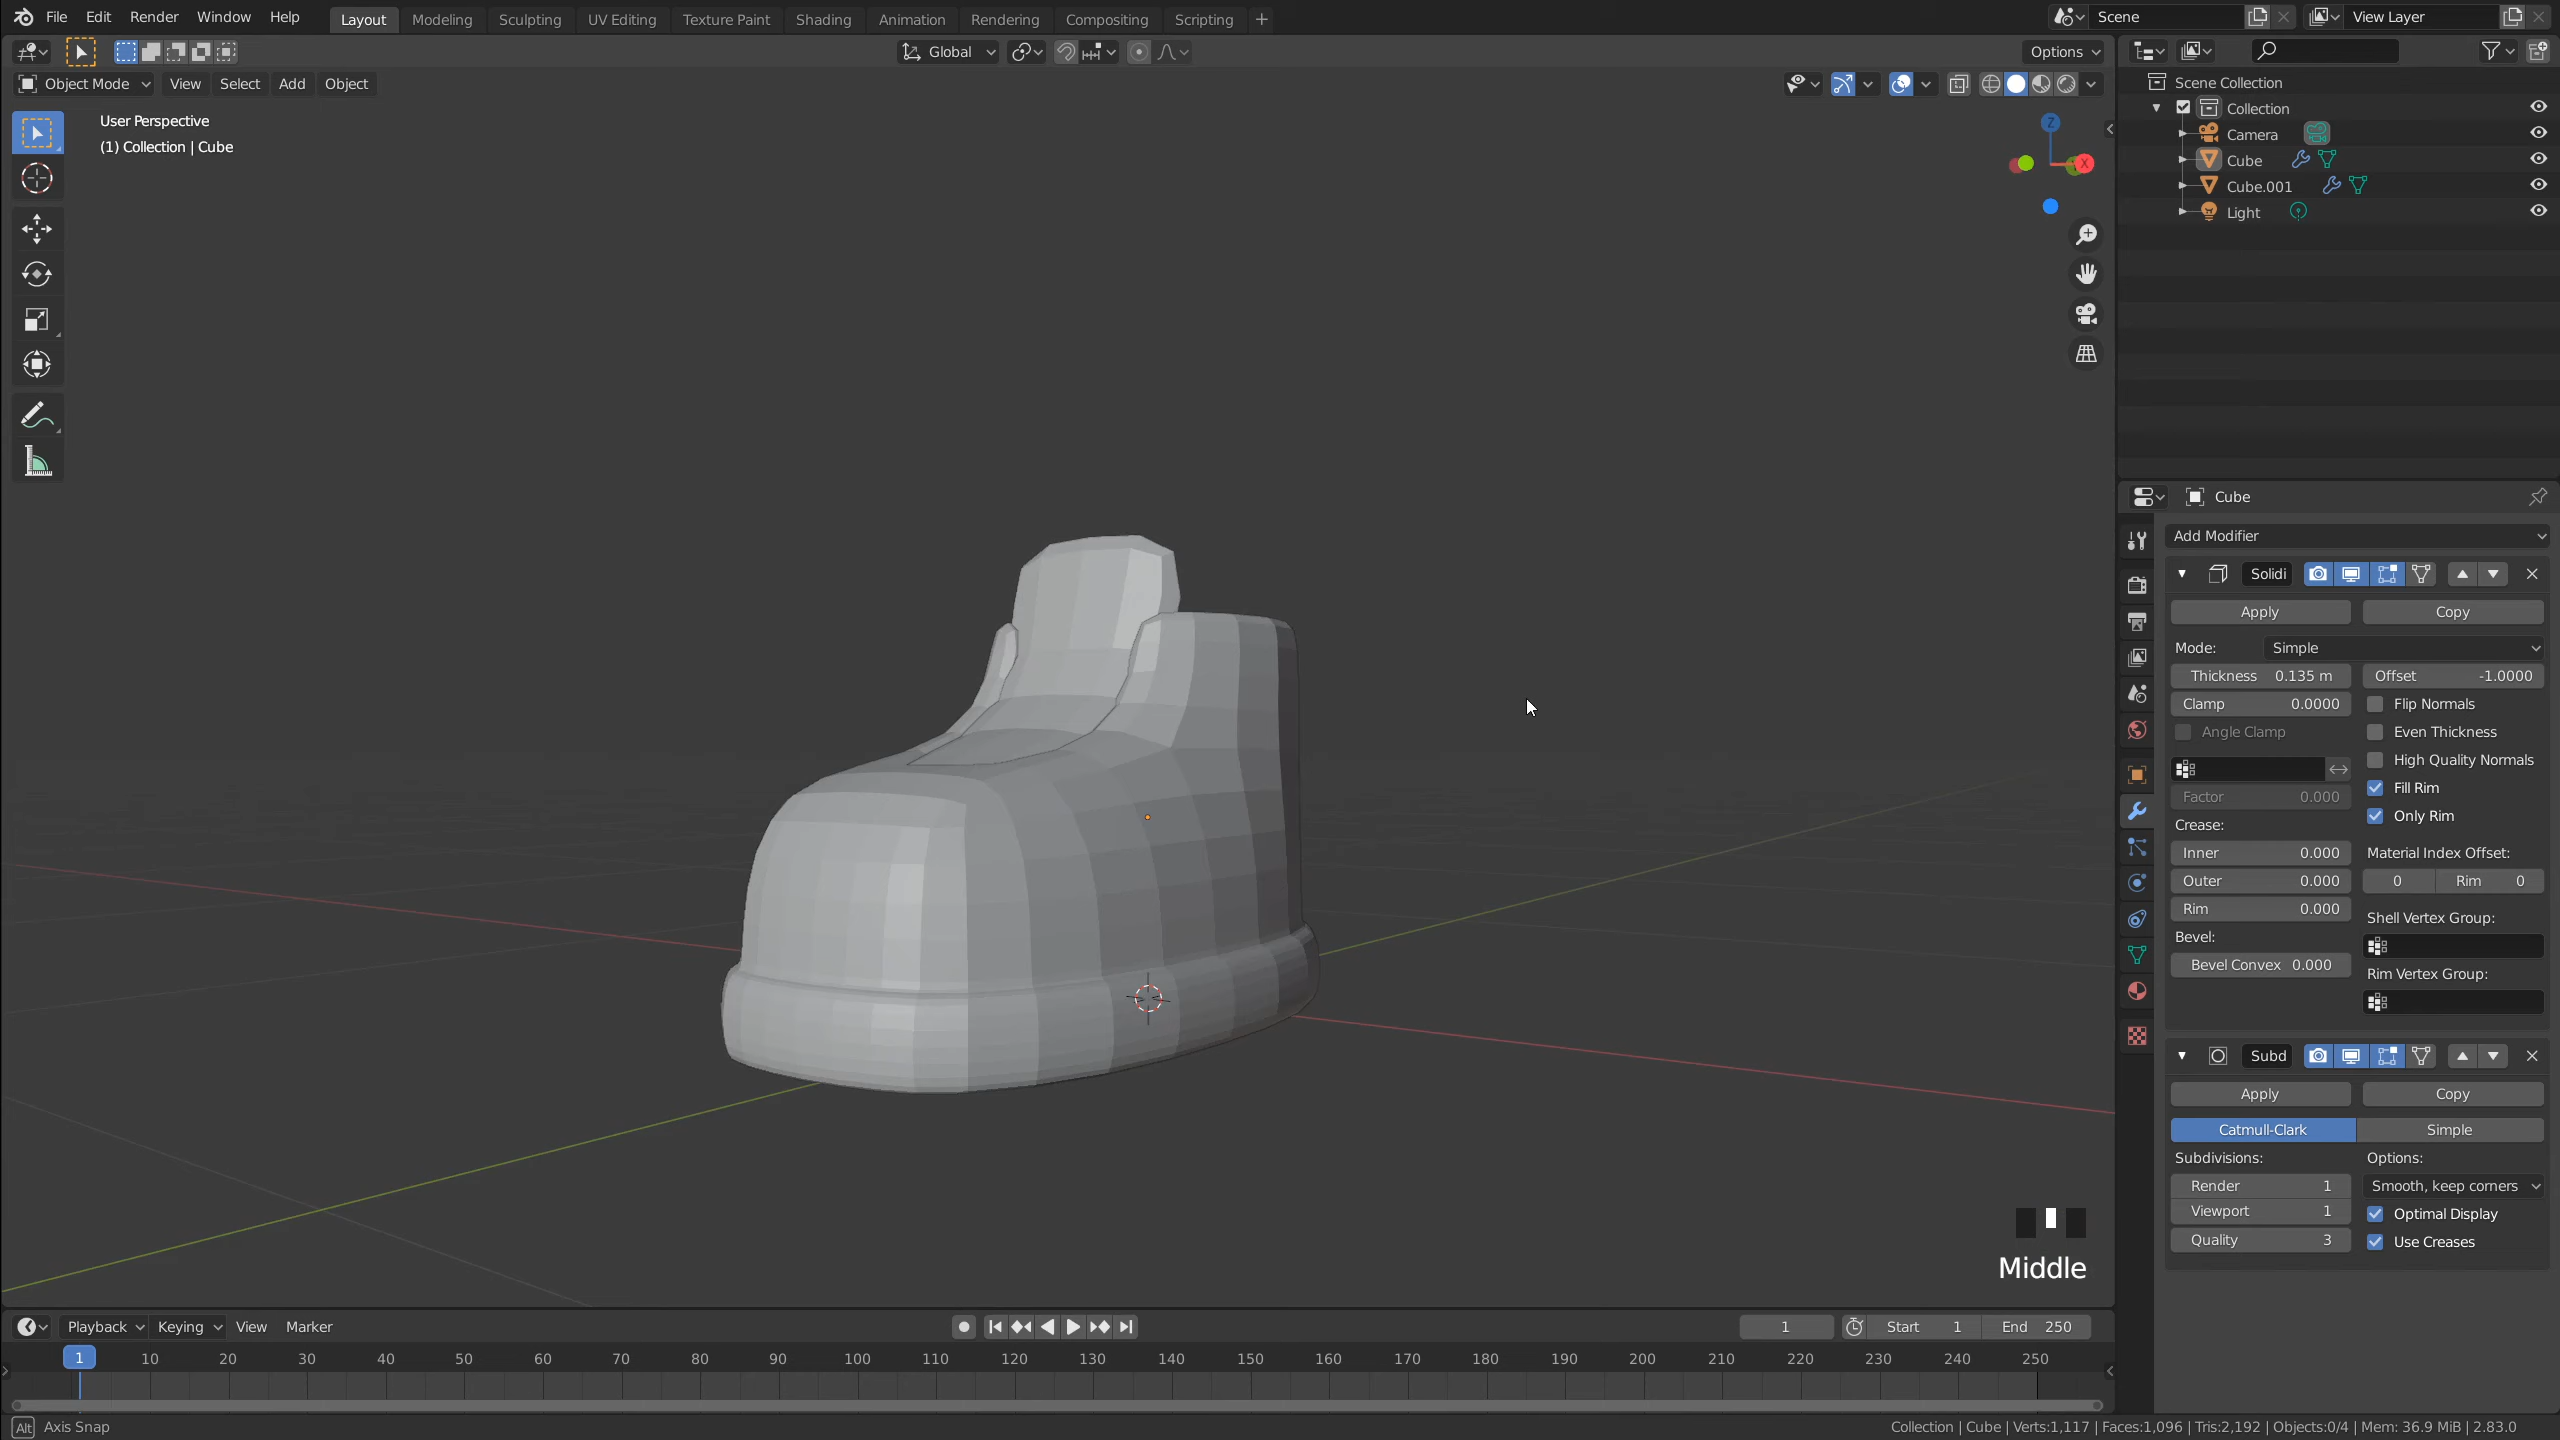 File Edit Render Window Help Layout Modeling Sculpting UV Editing Texture Paint Shading Animation Rendering Compositing Scripting + Scene View Layer
Global Options
Object Mode View Select Add Object
User Perspective
(1) Collection | Cube
Z
X
Scene Collection
Collection
Camera
Cube
Cube.001
Light
Cube
Add Modifier
Solidi
Apply Copy
Mode: Simple
Thickness 0.135 m Offset -1.0000
Clamp 0.0000 Flip Normals
Angle Clamp Even Thickness
High Quality Normals
Factor 0.000 Fill Rim
Crease: Only Rim
Inner 0.000 Material Index Offset:
Outer 0.000 0 Rim 0
Rim 0.000 Shell Vertex Group:
Bevel:
Bevel Convex 0.000 Rim Vertex Group:
Subd
Apply Copy
Catmull-Clark Simple
Subdivisions: Options:
Render 1 Smooth, keep corners
Viewport 1 Optimal Display
Quality 3 Use Creases
Middle
Playback Keying View Marker 1 Start 1 End 250
1 10 20 30 40 50 60 70 80 90 100 110 120 130 140 150 160 170 180 190 200 210 220 230 240 250
Alt Axis Snap Collection | Cube | Verts:1,117 | Faces:1,096 | Tris:2,192 | Objects:0/4 | Mem: 36.9 MiB | 2.83.0